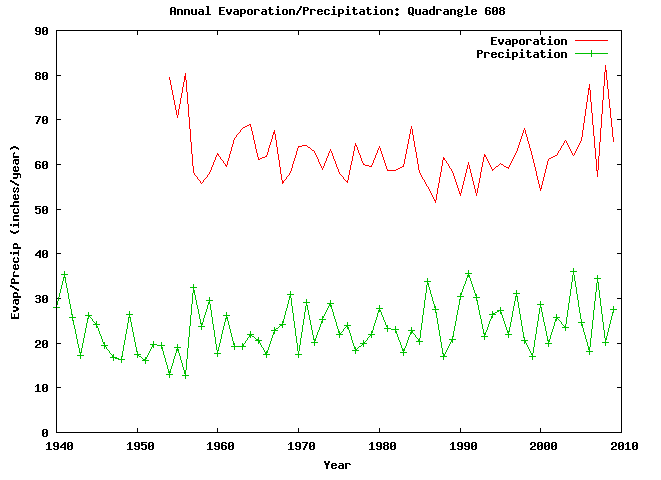 Annual Evaporation/Precipitation: Quadrangle 608
Evaporation
Precipitation
90
80
70
60
50
40
30
20
10
0
Evap/Precip (inches/year)
1940 1950 1960 1970 1980 1990 2000 2010
Year